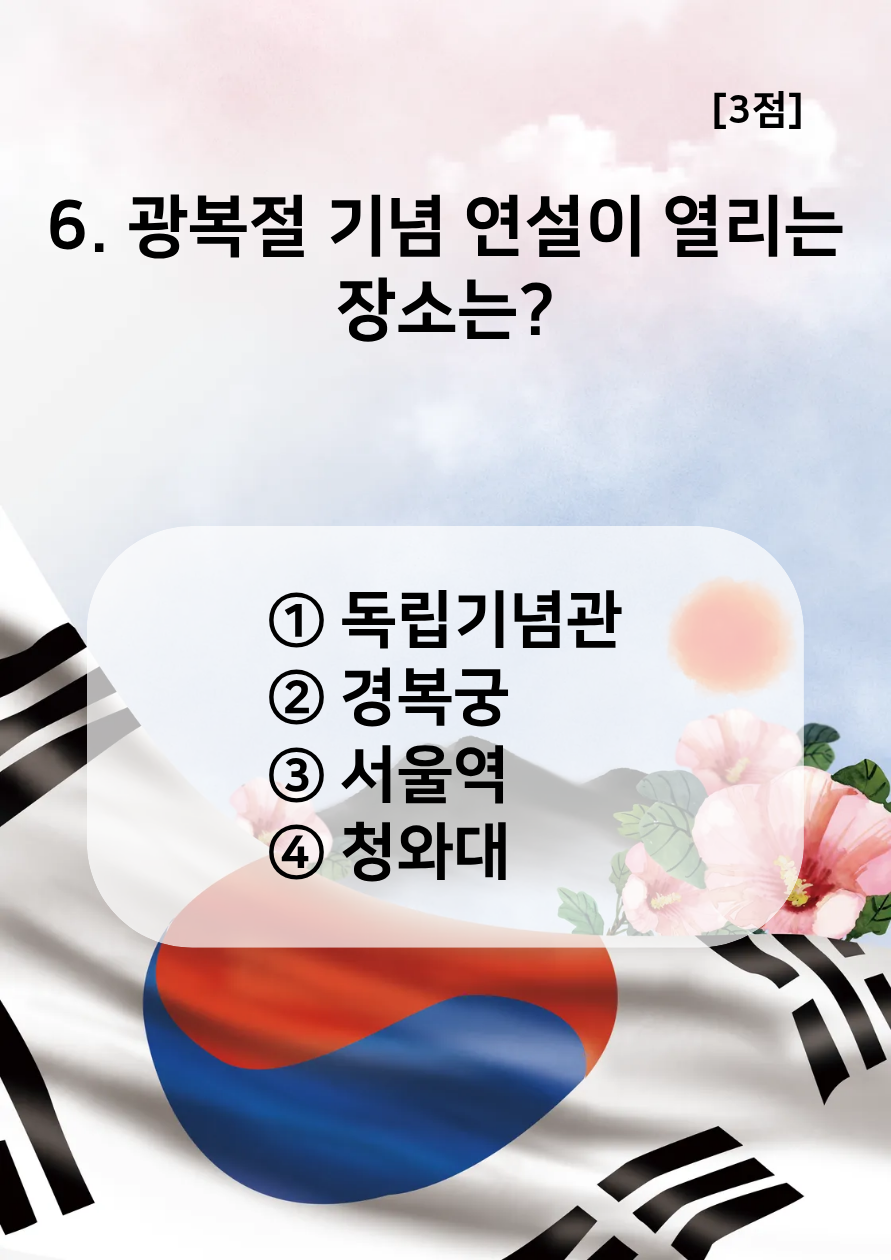 [3점]
6. 광복절 기념 연설이 열리는
장소는?
① 독립기념관
② 경복궁
③ 서울역
④ 청와대